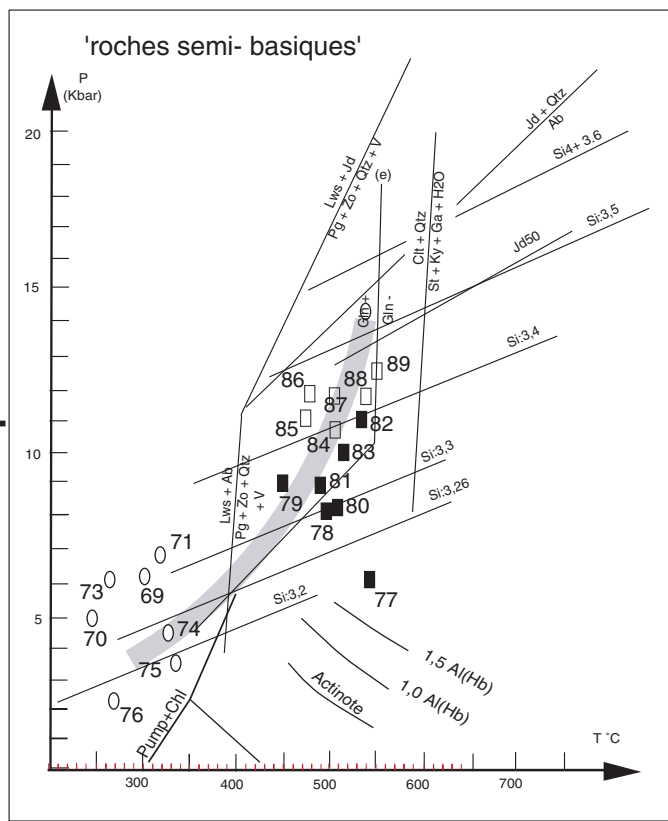 'roches semi- basiques'
P
(Kbar)
20
15
10
5
300
400
500
600
700
T °C
Lws + Jd
Pg + Zo + Qtz + V
(e)
Jd + Qtz
Ab
Si4+ 3.6
Si:3,5
Jd50
Clt + Qtz
St + Ky + Ga + H2O
Gln +
Gln -
Si:3,4
Si:3,3
Si:3,26
Si:3,2
Lws + Ab
Pg + Zo + Qtz
+ V
86
88
89
87
85
82
84
83
79
81
80
78
71
73
69
77
70
74
75
76
1,5 Al(Hb)
1,0 Al(Hb)
Actinote
Pump+Chl